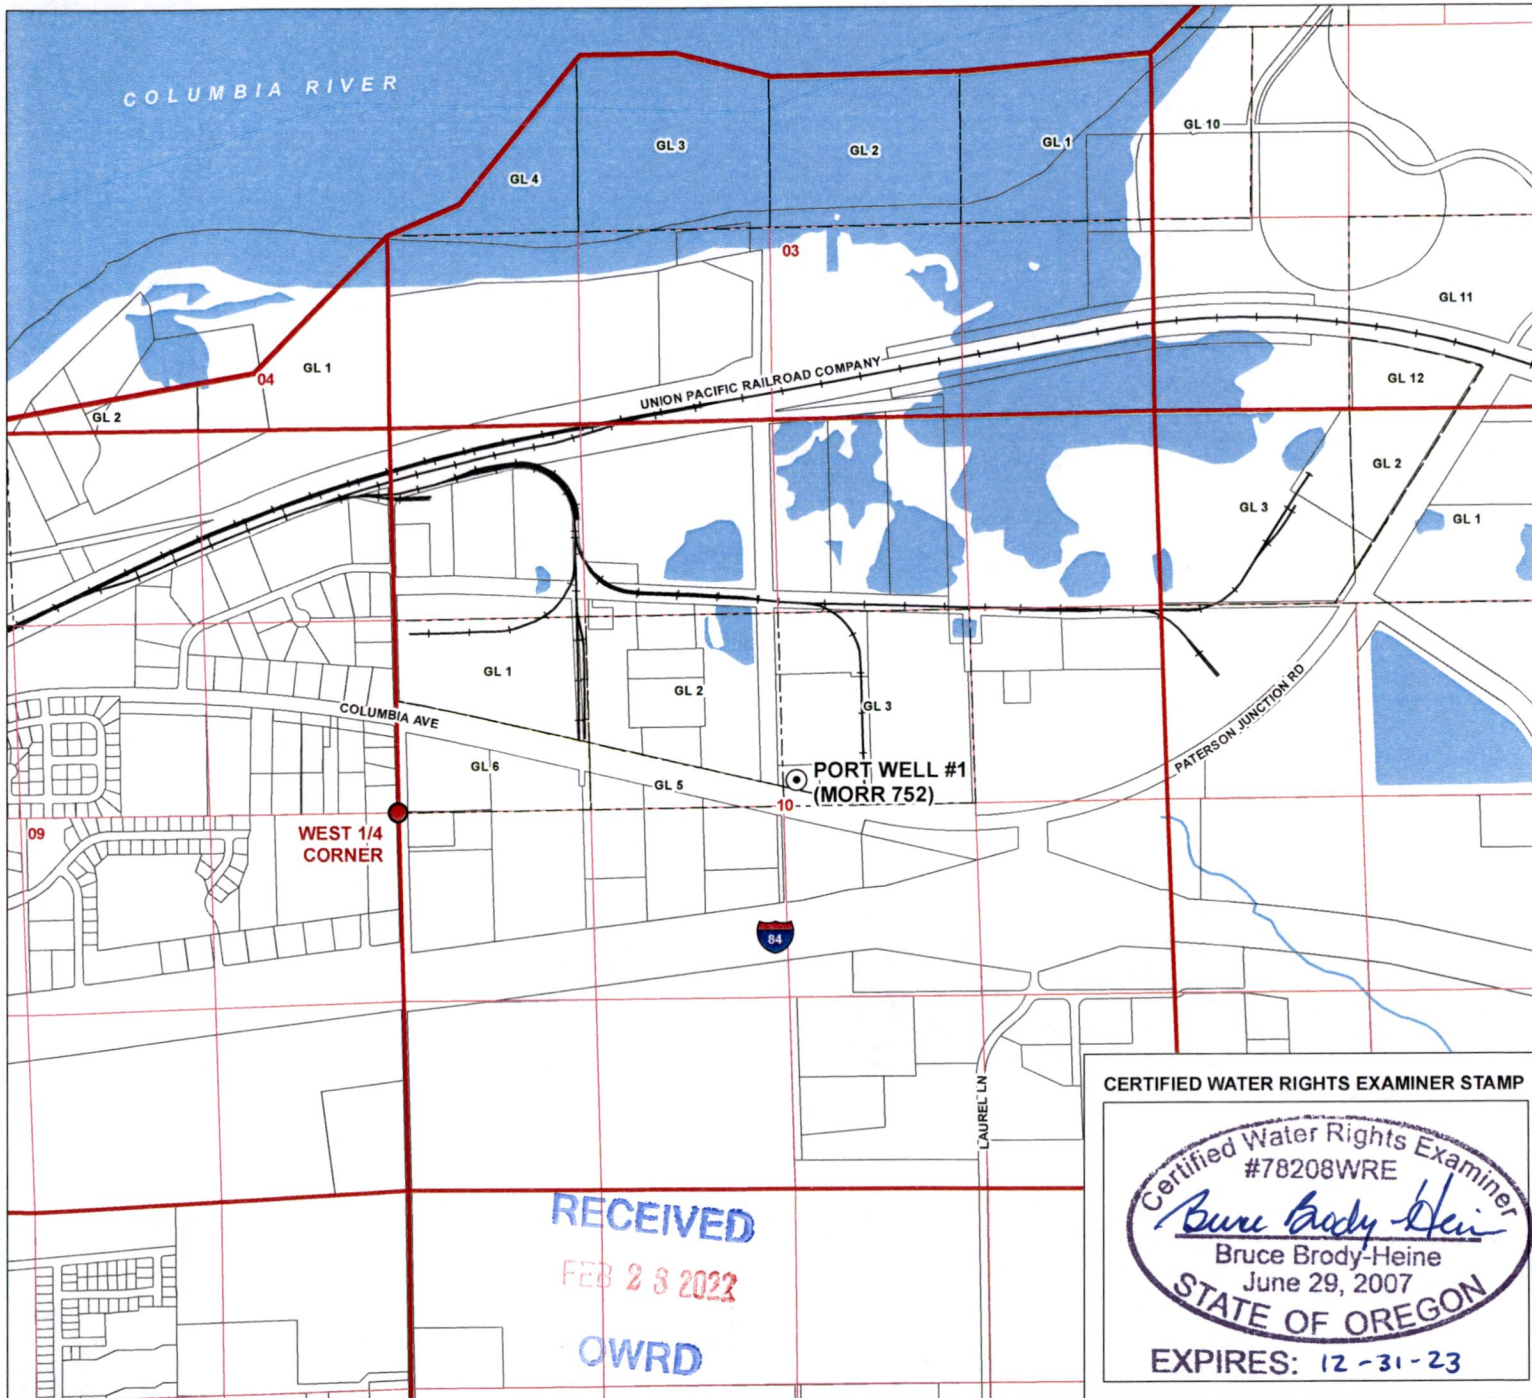 COLUMBIA RIVER
GL 10
GL 3
GL 2
GL 1
GL 4
03
GL 11
GL 1
04
UNION PACIFIC RAILROAD COMPANY
GL 12
GL 2
GL 2
GL 3
GL 1
GL 1
GL 2
GL 3
COLUMBIA AVE
PATERSON JUNCTION RD
GL 6
GL 5
PORT WELL #1
(MORR 752)
10
09
WEST 1/4
CORNER
84
LAUREL LN
CERTIFIED WATER RIGHTS EXAMINER STAMP
Certified Water Rights Examiner
#78208WRE
Bruce Brody-Hein
Bruce Brody-Heine
June 29, 2007
STATE OF OREGON
EXPIRES: 12-31-23
RECEIVED
FEB 28 2022
OWRD